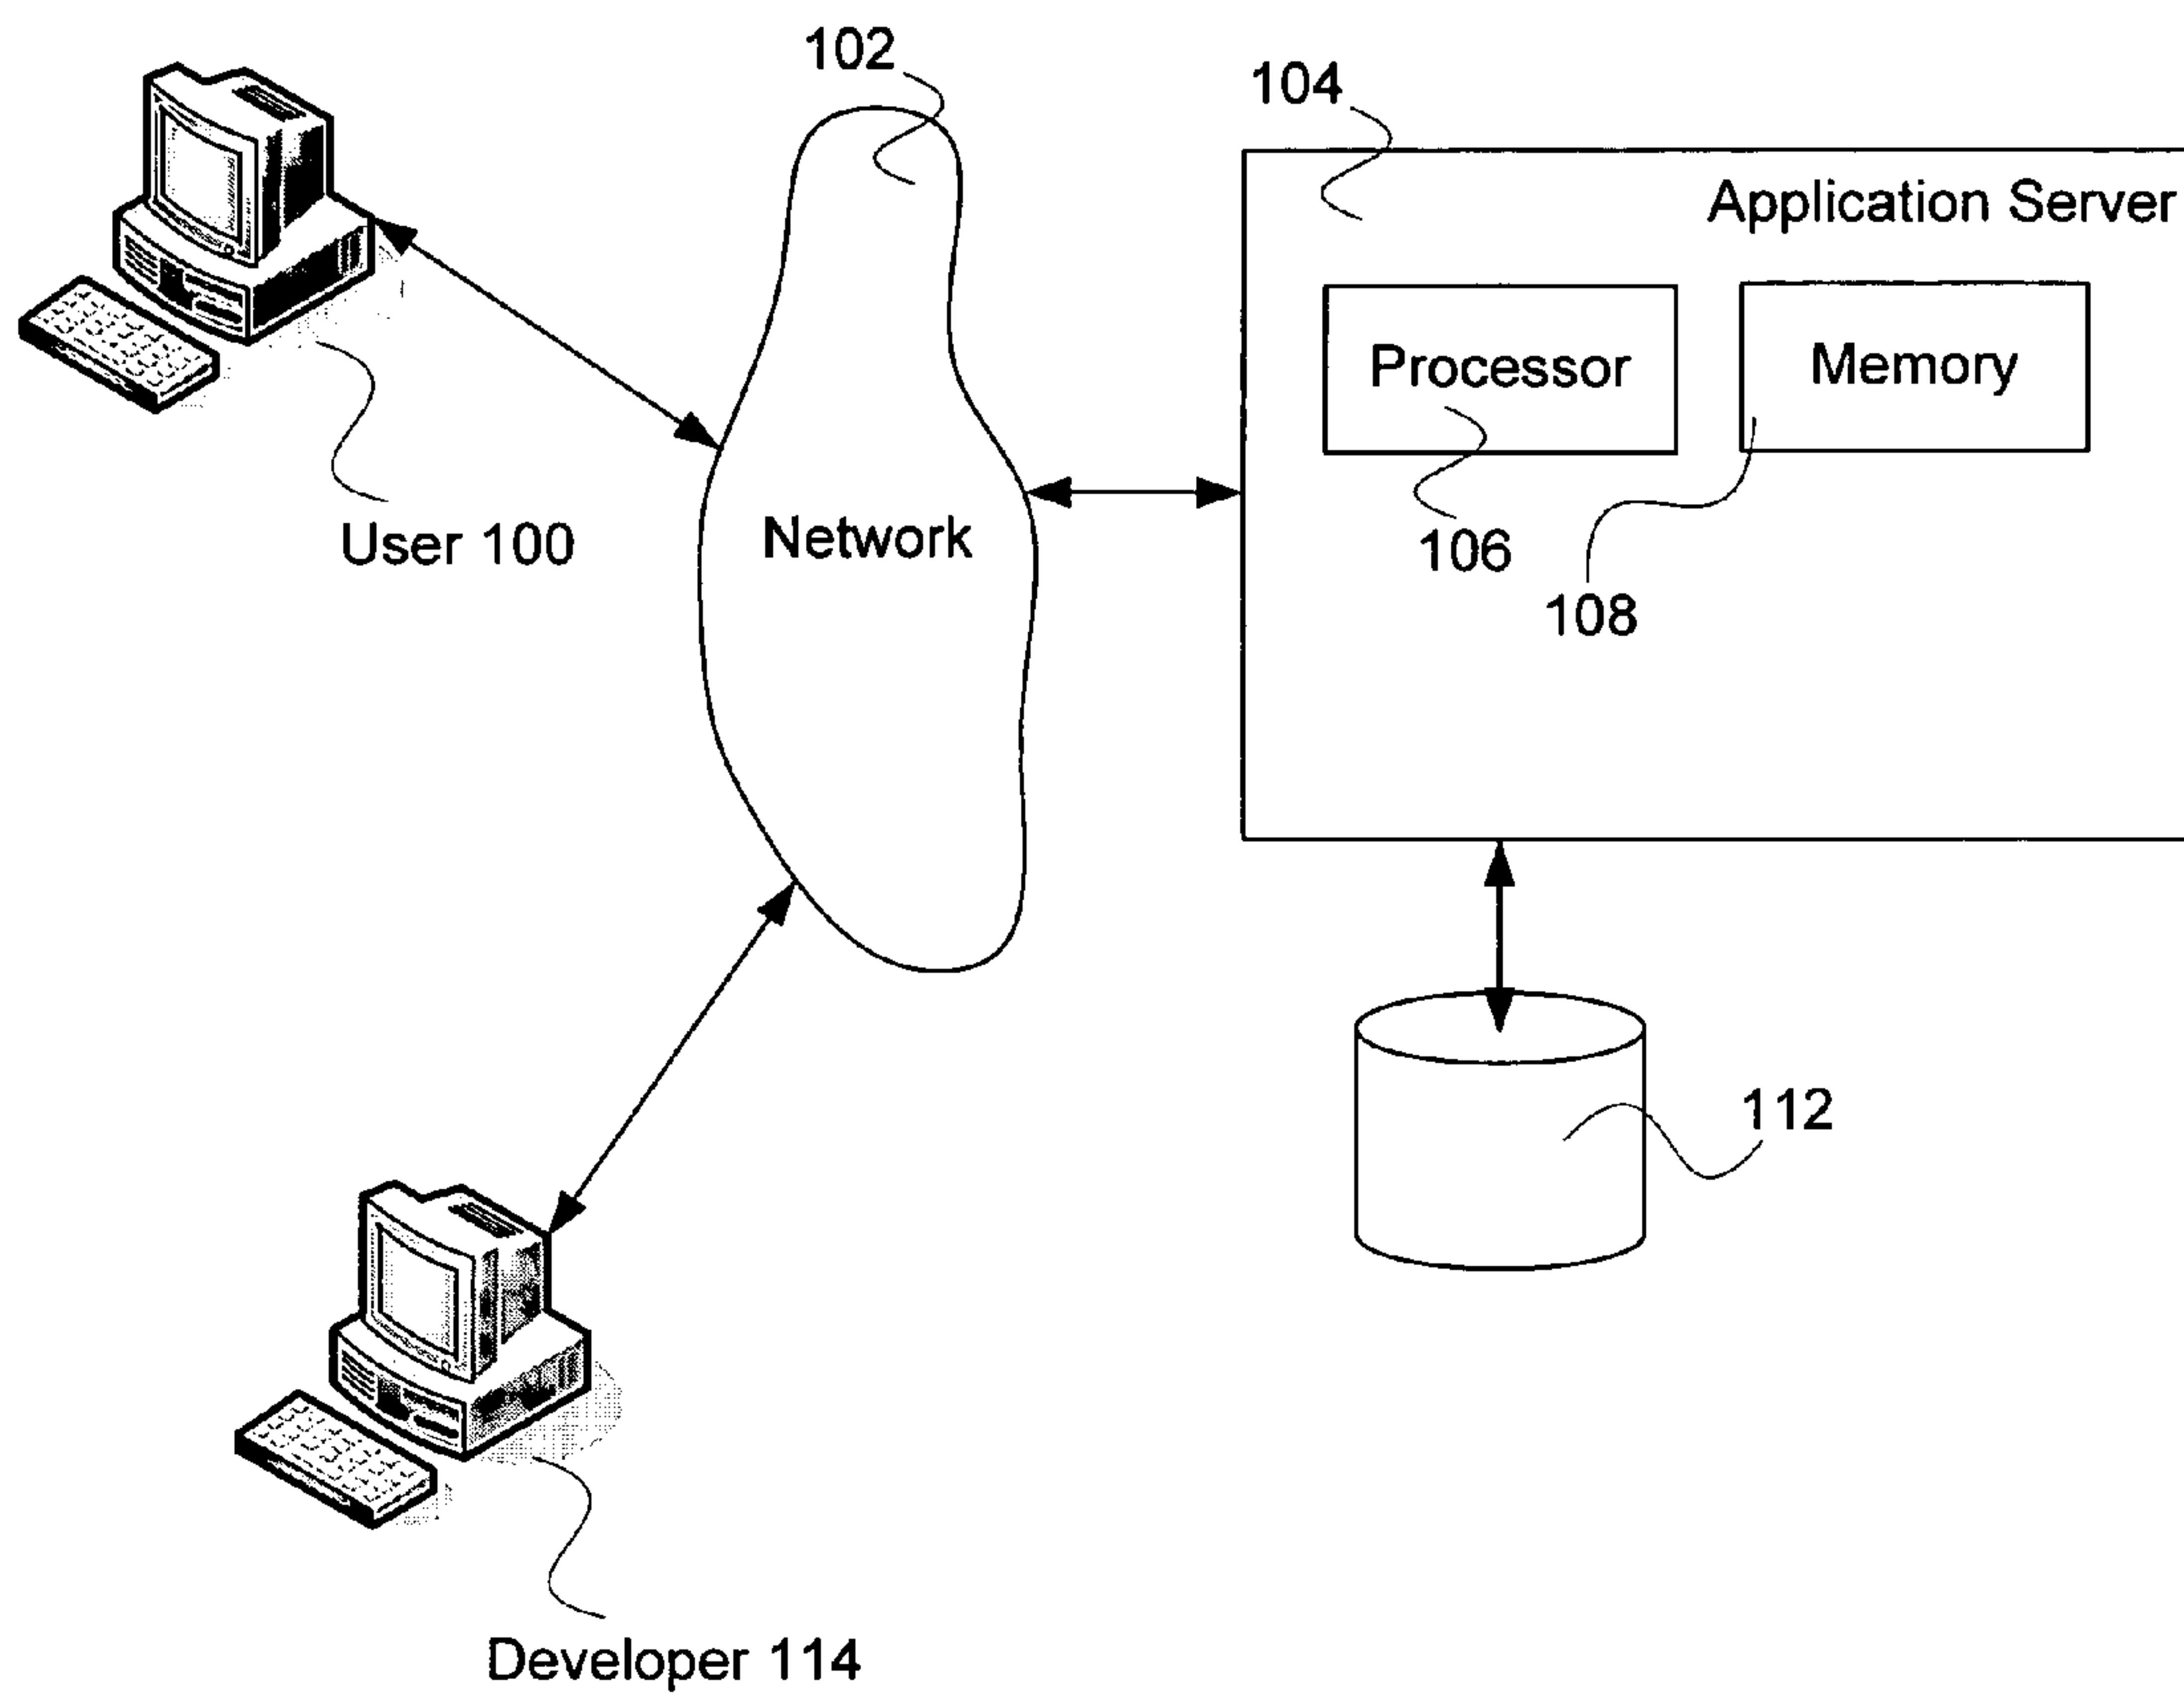 102
104
Application Server
Processor
Memory
User 100
Network
106
108
112
Developer 114